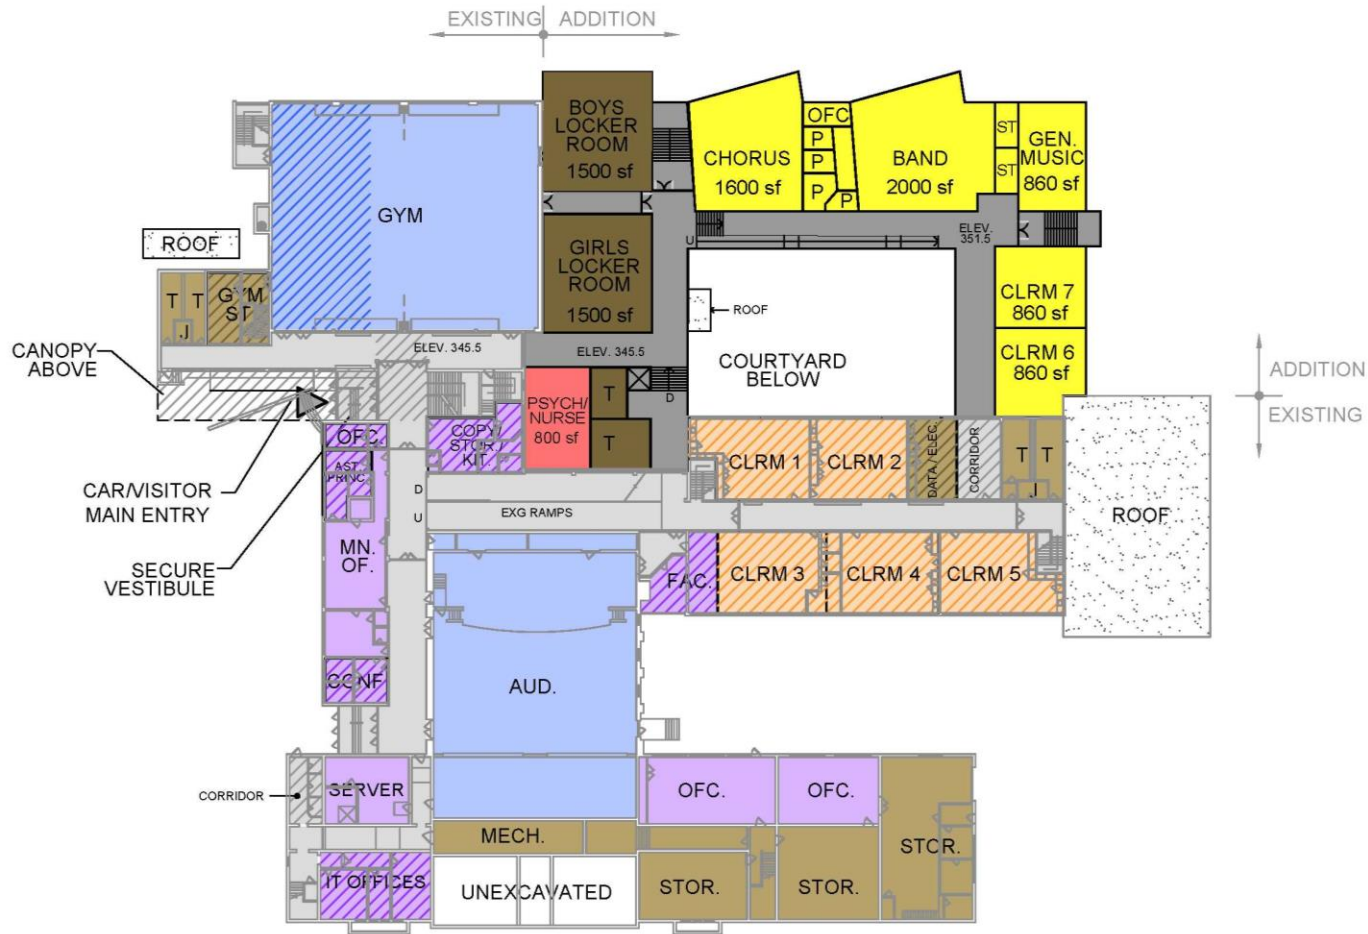 EXISTING
ADDITION
BOYS
LOCKER
ROOM
1500 sf
CHORUS
1600 sf
OFC
P
P
P
P
BAND
2000 sf
ST
ST
GEN.
MUSIC
860 sf
GYM
ROOF
GIRLS
LOCKER
ROOM
1500 sf
U
ELEV.
351.5
T
T
J
GYM
ST
ROOF
CLRM 7
860 sf
CLRM 6
860 sf
CANOPY
ABOVE
ELEV. 345.5
ELEV. 345.5
COURTYARD
BELOW
ADDITION
EXISTING
PSYCH/
NURSE
800 sf
T
T
D
OFC.
COPY
STOR/
KIT.
AST
PRINC
CLRM 1
CLRM 2
DATA / ELEC.
CORRIDOR
T
T
J
CAR/VISITOR
MAIN ENTRY
D
U
EXG RAMPS
ROOF
SECURE
VESTIBULE
MN.
OF.
FAC.
CLRM 3
CLRM 4
CLRM 5
CONF
AUD.
CORRIDOR
SERVER
OFC.
OFC.
MECH.
STOR.
IT OFFICES
UNEXCAVATED
STOR.
STOR.